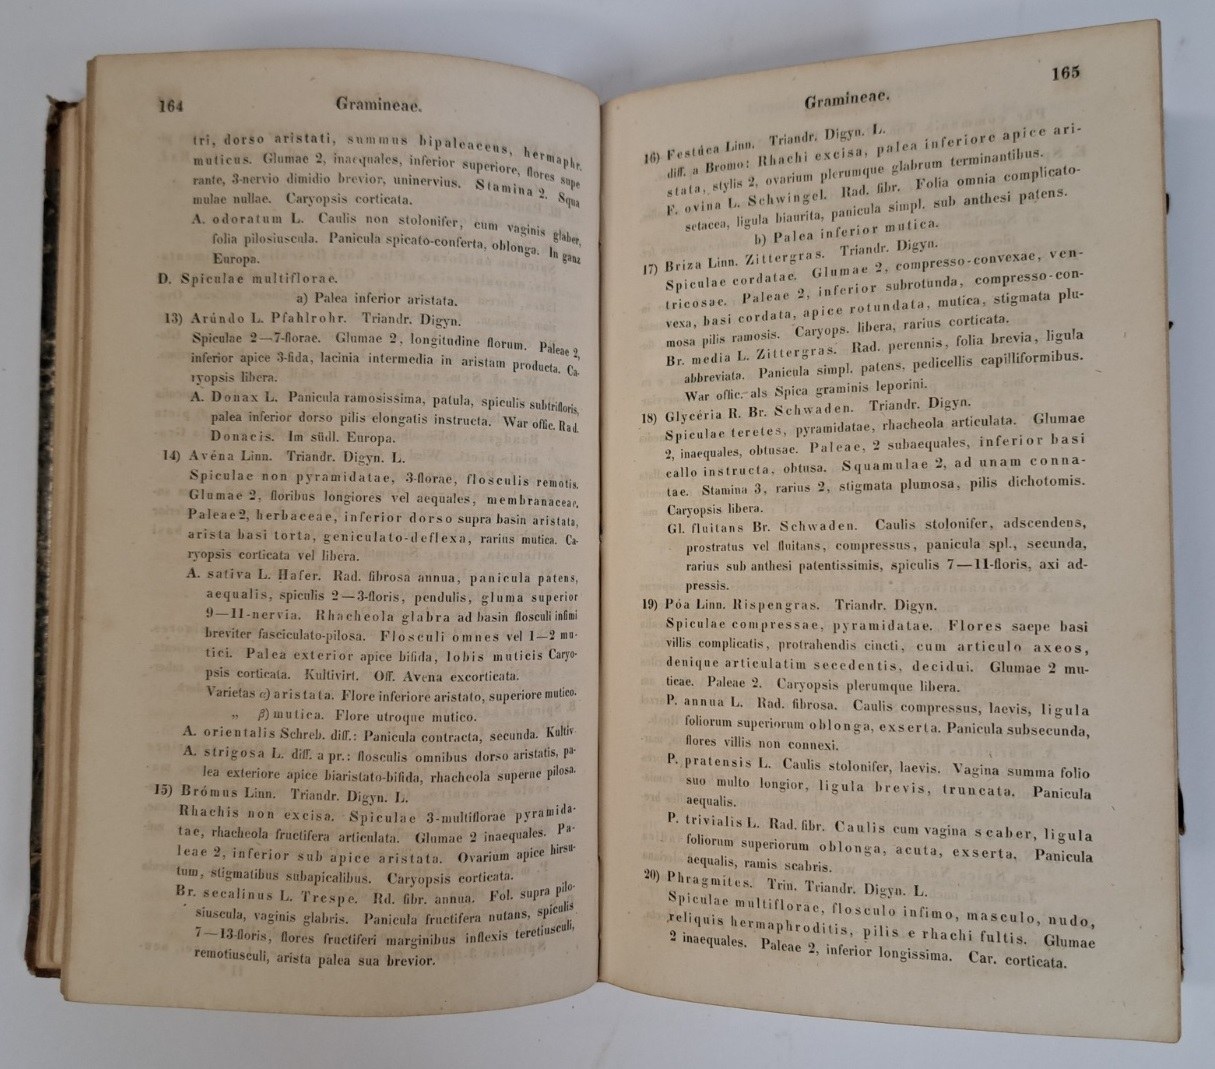 164
Gramineae.
tri, dorso aristati, summus bipaleaceus, hermaphr.
muticus. Glumae 2, inaequales, inferior superiore, flores supe
rante, 3-nervio dimidio brevior, uninervius. Stamina 2. Squa
mulae nullae. Caryopsis corticata.
A. odoratum L. Caulis non stolonifer, cum vaginis glaber,
folia pilosiuscula. Panicula spicato-conferta, oblonga. In ganz
Europa.
D. Spiculae multiflorae.
a) Palea inferior aristata.
13) Arúndo L. Pfahlrohr. Triandr. Digyn.
Spiculae 2—7-florae. Glumae 2, longitudine florum. Paleae 2,
inferior apice 3-fida, lacinia intermedia in aristam producta. Ca-
ryopsis libera.
A. Donax L. Panicula ramosissima, patula, spiculis subtrifloris,
palea inferior dorso pilis elongatis instructa. War offic. Rad.
Donacis. Im südl. Europa.
14) Avéna Linn. Triandr. Digyn. L.
Spiculae non pyramidatae, 3-florae, flosculis remotis.
Glumae 2, floribus longiores vel aequales, membranaceae.
Paleae 2, herbaceae, inferior dorso supra basin aristata,
arista basi torta, geniculato-deflexa, rarius mutica. Ca-
ryopsis corticata vel libera.
A. sativa L. Hafer. Rad. fibrosa annua, panicula patens,
aequalis, spiculis 2—3-floris, pendulis, gluma superior
9—11-nervia. Rhacheola glabra ad basin flosculi infimi
breviter fasciculato-pilosa. Flosculi omnes vel 1—2 mu-
tici. Palea exterior apice bifida, lobis muticis Caryo-
psis corticata. Kultivirt. Off. Avena excorticata.
Varietas α) aristata. Flore inferiore aristato, superiore mutico.
„ β) mutica. Flore utroque mutico.
A. orientalis Schreb. diff.: Panicula contracta, secunda. Kultiv.
A. strigosa L. diff. a pr.: flosculis omnibus dorso aristatis, pa-
lea exteriore apice biaristato-bifida, rhacheola superne pilosa.
15) Brómus Linn. Triandr. Digyn. L.
Rhachis non excisa. Spiculae 3-multiflorae pyramida-
tae, rhacheola fructifera articulata. Glumae 2 inaequales. Pa-
leae 2, inferior sub apice aristata. Ovarium apice hirsu-
tum, stigmatibus subapicalibus. Caryopsis corticata.
Br. secalinus L. Trespe. Rd. fibr. annua. Fol. supra pilo-
siuscula, vaginis glabris. Panicula fructifera nutans, spiculis
7—13-floris, flores fructiferi marginibus inflexis teretiusculi,
remotiusculi, arista palea sua brevior.
165
Gramineae.
16) Festúca Linn. Triandr. Digyn. L.
diff. a Bromo: Rhachi excisa, palea inferiore apice ari-
stata, stylis 2, ovarium plerumque glabrum terminantibus.
F. ovina L. Schwingel. Rad. fibr. Folia omnia complicato-
setacea, ligula biaurita, panicula simpl. sub anthesi patens.
b) Palea inferior mutica.
17) Briza Linn. Zittergras. Triandr. Digyn.
Spiculae cordatae. Glumae 2, compresso-convexae, ven-
tricosae. Paleae 2, inferior subrotunda, compresso-con-
vexa, basi cordata, apice rotundata, mutica, stigmata plu-
mosa pilis ramosis. Caryops. libera, rarius corticata.
Br. media L. Zittergras. Rad. perennis, folia brevia, ligula
abbreviata. Panicula simpl. patens, pedicellis capilliformibus.
War offic. als Spica graminis leporini.
18) Glycéria R. Br. Schwaden. Triandr. Digyn.
Spiculae teretes, pyramidatae, rhacheola articulata. Glumae
2, inaequales, obtusae. Paleae, 2 subaequales, inferior basi
callo instructa, obtusa. Squamulae 2, ad unam conna-
tae. Stamina 3, rarius 2, stigmata plumosa, pilis dichotomis.
Caryopsis libera.
Gl. fluitans Br. Schwaden. Caulis stolonifer, adscendens,
prostratus vel fluitans, compressus, panicula spl., secunda,
rarius sub anthesi patentissimis, spiculis 7—11-floris, axi ad-
pressis.
19) Póa Linn. Rispengras. Triandr. Digyn.
Spiculae compressae, pyramidatae. Flores saepe basi
villis complicatis, protrahendis cincti, cum articulo axeos,
denique articulatim secedentis, decidui. Glumae 2 mu-
ticae. Paleae 2. Caryopsis plerumque libera.
P. annua L. Rad. fibrosa. Caulis compressus, laevis, ligula
foliorum superiorum oblonga, exserta. Panicula subsecunda,
flores villis non connexi.
P. pratensis L. Caulis stolonifer, laevis. Vagina summa folio
suo multo longior, ligula brevis, truncata. Panicula
aequalis.
P. trivialis L. Rad. fibr. Caulis cum vagina scaber, ligula
foliorum superiorum oblonga, acuta, exserta. Panicula
aequalis, ramis scabris.
20) Phragmites. Trin. Triandr. Digyn. L.
Spiculae multiflorae, flosculo infimo, masculo, nudo,
reliquis hermaphroditis, pilis e rhachi fultis. Glumae
2 inaequales. Paleae 2, inferior longissima. Car. corticata.